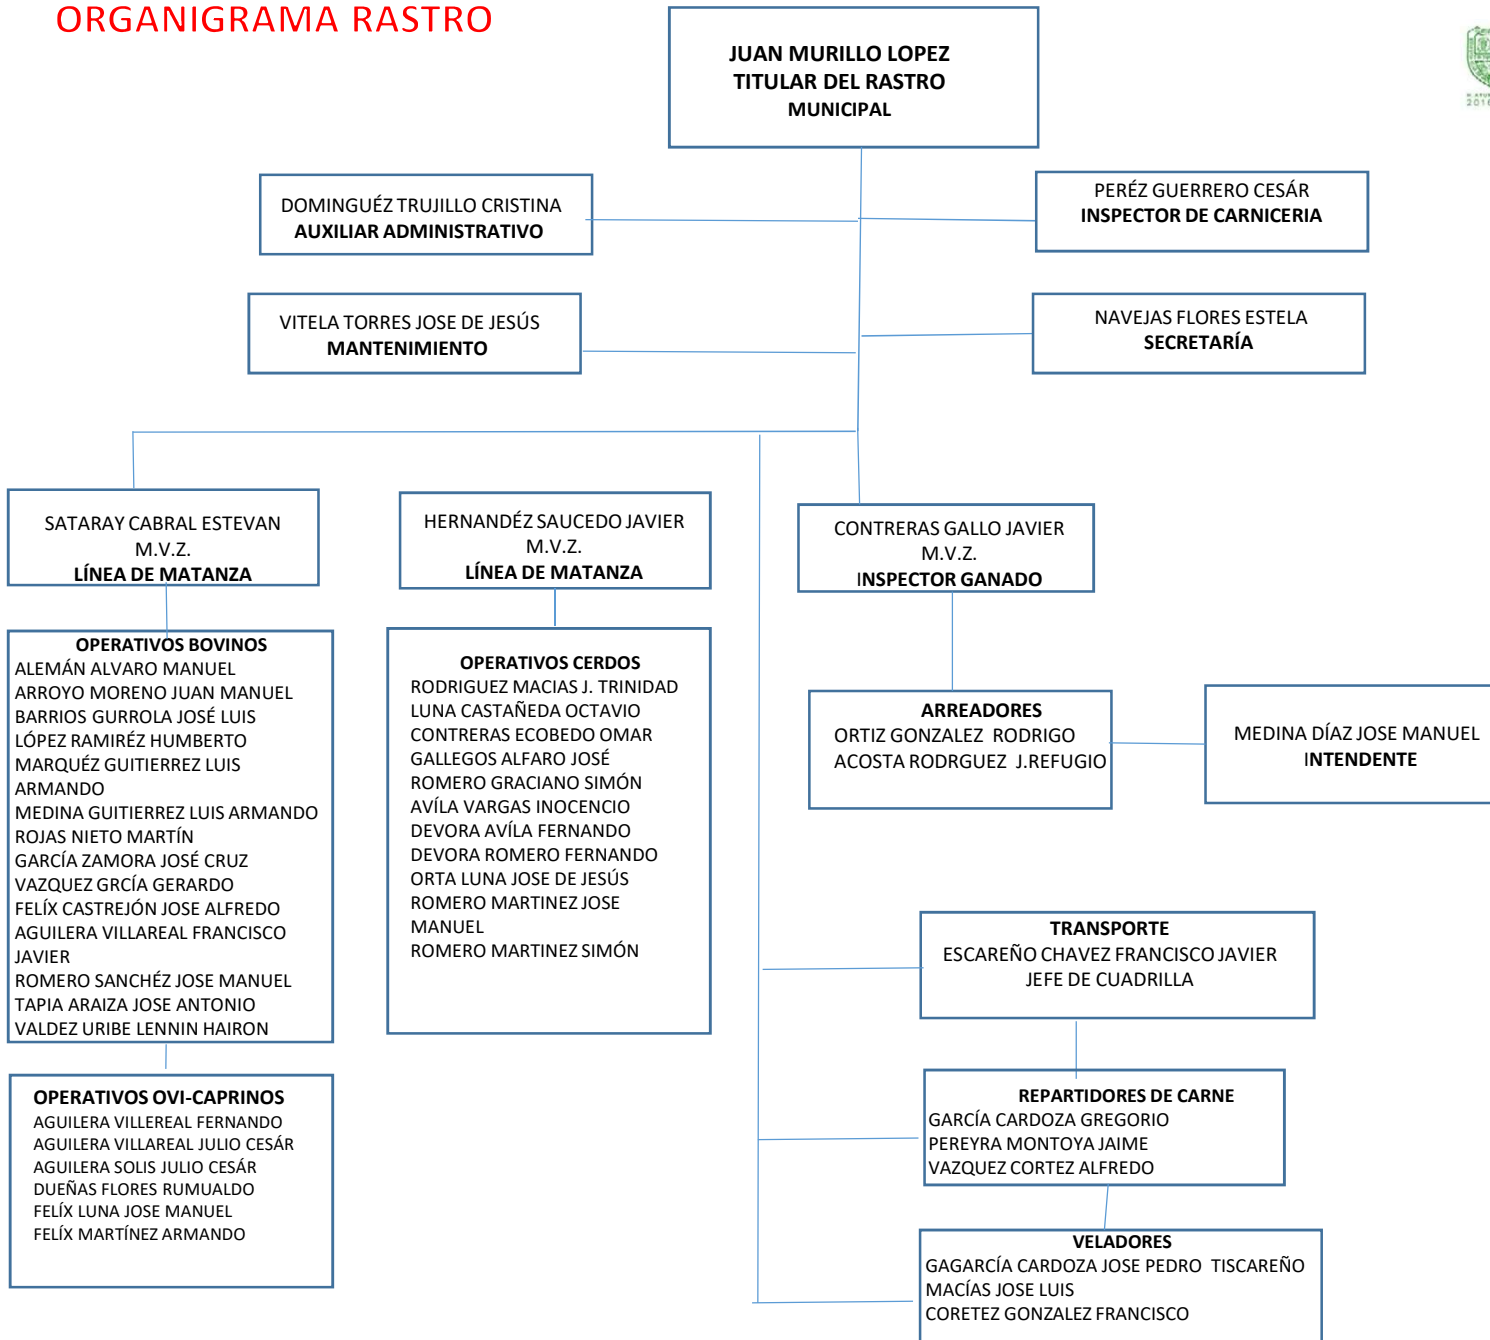 ORGANIGRAMA RASTRO
JUAN MURILLO LOPEZ
TITULAR DEL RASTRO
MUNICIPAL
DOMINGUÉZ TRUJILLO CRISTINA
AUXILIAR ADMINISTRATIVO
PERÉZ GUERRERO CESÁR
INSPECTOR DE CARNICERIA
VITELA TORRES JOSE DE JESÚS
MANTENIMIENTO
NAVEJAS FLORES ESTELA
SECRETARÍA
SATARAY CABRAL ESTEVAN
M.V.Z.
LÍNEA DE MATANZA
HERNANDÉZ SAUCEDO JAVIER
M.V.Z.
LÍNEA DE MATANZA
CONTRERAS GALLO JAVIER
M.V.Z.
INSPECTOR GANADO
OPERATIVOS BOVINOS
ALEMÁN ALVARO MANUEL
ARROYO MORENO JUAN MANUEL
BARRIOS GURROLA JOSÉ LUIS
LÓPEZ RAMIRÉZ HUMBERTO
MARQUÉZ GUITIERREZ LUIS
ARMANDO
MEDINA GUITIERREZ LUIS ARMANDO
ROJAS NIETO MARTÍN
GARCÍA ZAMORA JOSÉ CRUZ
VAZQUEZ GRCÍA GERARDO
FELÍX CASTREJÓN JOSE ALFREDO
AGUILERA VILLAREAL FRANCISCO
JAVIER
ROMERO SANCHÉZ JOSE MANUEL
TAPIA ARAIZA JOSE ANTONIO
VALDEZ URIBE LENNIN HAIRON
OPERATIVOS CERDOS
RODRIGUEZ MACIAS J. TRINIDAD
LUNA CASTAÑEDA OCTAVIO
CONTRERAS ECOBEDO OMAR
GALLEGOS ALFARO JOSÉ
ROMERO GRACIANO SIMÓN
AVÍLA VARGAS INOCENCIO
DEVORA AVÍLA FERNANDO
DEVORA ROMERO FERNANDO
ORTA LUNA JOSE DE JESÚS
ROMERO MARTINEZ JOSE
MANUEL
ROMERO MARTINEZ SIMÓN
ARREADORES
ORTIZ GONZALEZ RODRIGO
ACOSTA RODRGUEZ J.REFUGIO
MEDINA DÍAZ JOSE MANUEL
INTENDENTE
TRANSPORTE
ESCAREÑO CHAVEZ FRANCISCO JAVIER
JEFE DE CUADRILLA
OPERATIVOS OVI-CAPRINOS
AGUILERA VILLEREAL FERNANDO
AGUILERA VILLAREAL JULIO CESÁR
AGUILERA SOLIS JULIO CESÁR
DUEÑAS FLORES RUMUALDO
FELÍX LUNA JOSE MANUEL
FELÍX MARTÍNEZ ARMANDO
REPARTIDORES DE CARNE
GARCÍA CARDOZA GREGORIO
PEREYRA MONTOYA JAIME
VAZQUEZ CORTEZ ALFREDO
VELADORES
GAGARCÍA CARDOZA JOSE PEDRO TISCAREÑO
MACÍAS JOSE LUIS
CORETEZ GONZALEZ FRANCISCO